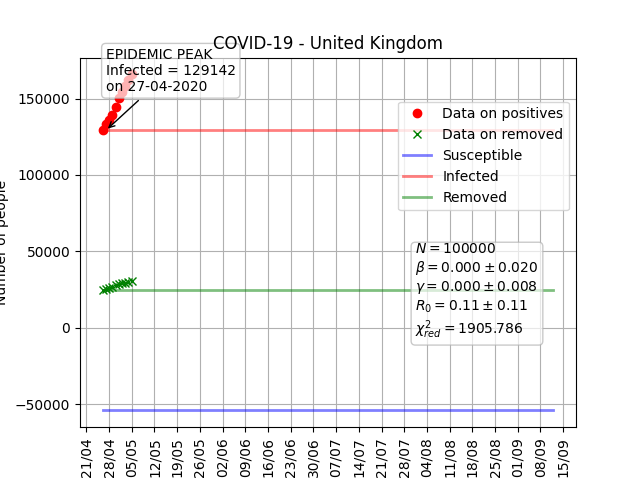 COVID-19 - United Kingdom
EPIDEMIC PEAK
Infected = 129142
on 27-04-2020
Number of people
150000
100000
50000
0
−50000
Data on positives
Data on removed
Susceptible
Infected
Removed
N = 100000
β = 0.000 ± 0.020
γ = 0.000 ± 0.008
R₀ = 0.11 ± 0.11
χ²_red = 1905.786
21/04
28/04
05/05
12/05
19/05
26/05
02/06
09/06
16/06
23/06
30/06
07/07
14/07
21/07
28/07
04/08
11/08
18/08
25/08
01/09
08/09
15/09